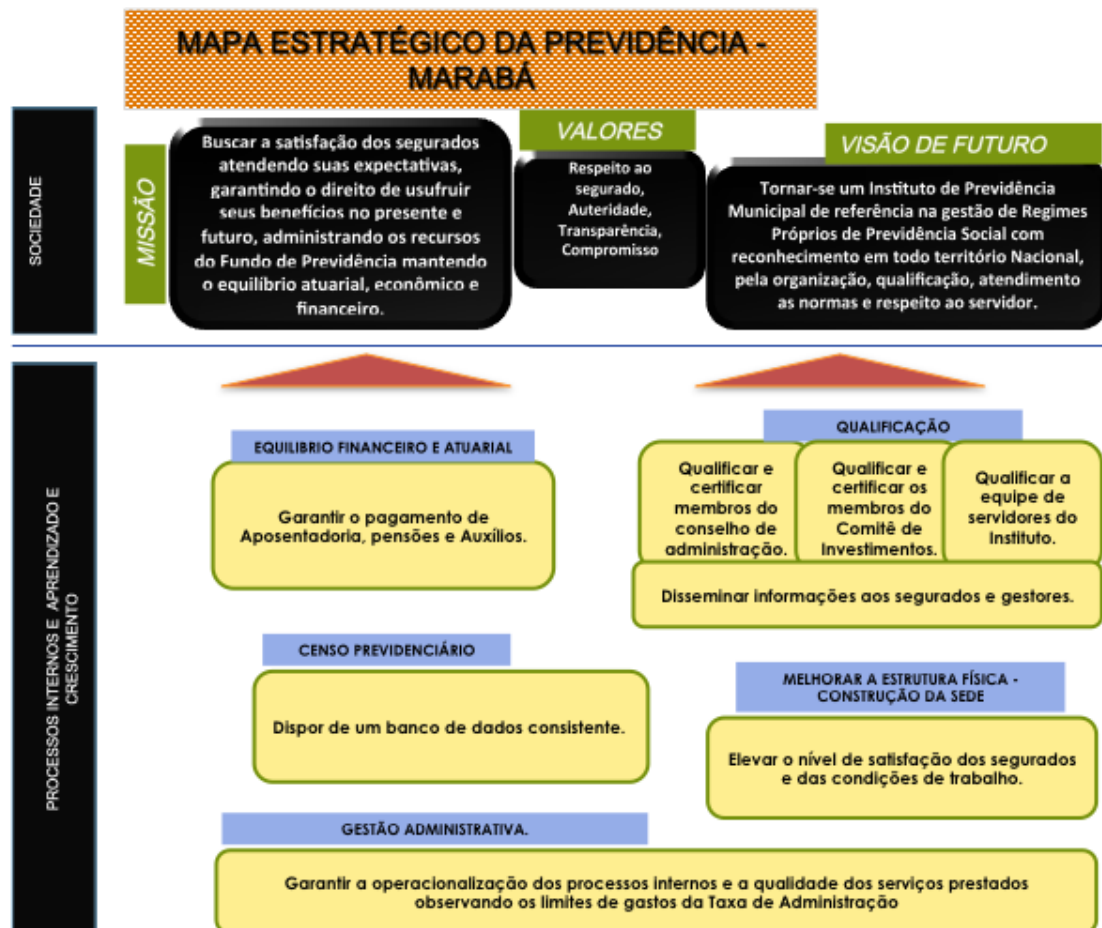 MAPA ESTRATÉGICO DA PREVIDÊNCIA -
MARABÁ
SOCIEDADE
MISSÃO
Buscar a satisfação dos segurados
atendendo suas expectativas,
garantindo o direito de usufruir
seus benefícios no presente e
futuro, administrando os recursos
do Fundo de Previdência mantendo
o equilíbrio atuarial, econômico e
financeiro.
VALORES
Respeito ao
segurado,
Auteridade,
Transparência,
Compromisso
VISÃO DE FUTURO
Tornar-se um Instituto de Previdência
Municipal de referência na gestão de Regimes
Próprios de Previdência Social com
reconhecimento em todo território Nacional,
pela organização, qualificação, atendimento
as normas e respeito ao servidor.
PROCESSOS INTERNOS E APRENDIZADO E
CRESCIMENTO
EQUILIBRIO FINANCEIRO E ATUARIAL
Garantir o pagamento de
Aposentadoria, pensões e Auxílios.
QUALIFICAÇÃO
Qualificar e
certificar
membros do
conselho de
administração.
Qualificar e
certificar os
membros do
Comitê de
Investimentos.
Qualificar a
equipe de
servidores do
Instituto.
Disseminar informações aos segurados e gestores.
CENSO PREVIDENCIÁRIO
Dispor de um banco de dados consistente.
MELHORAR A ESTRUTURA FÍSICA -
CONSTRUÇÃO DA SEDE
Elevar o nível de satisfação dos segurados
e das condições de trabalho.
GESTÃO ADMINISTRATIVA.
Garantir a operacionalização dos processos internos e a qualidade dos serviços prestados
observando os limites de gastos da Taxa de Administração